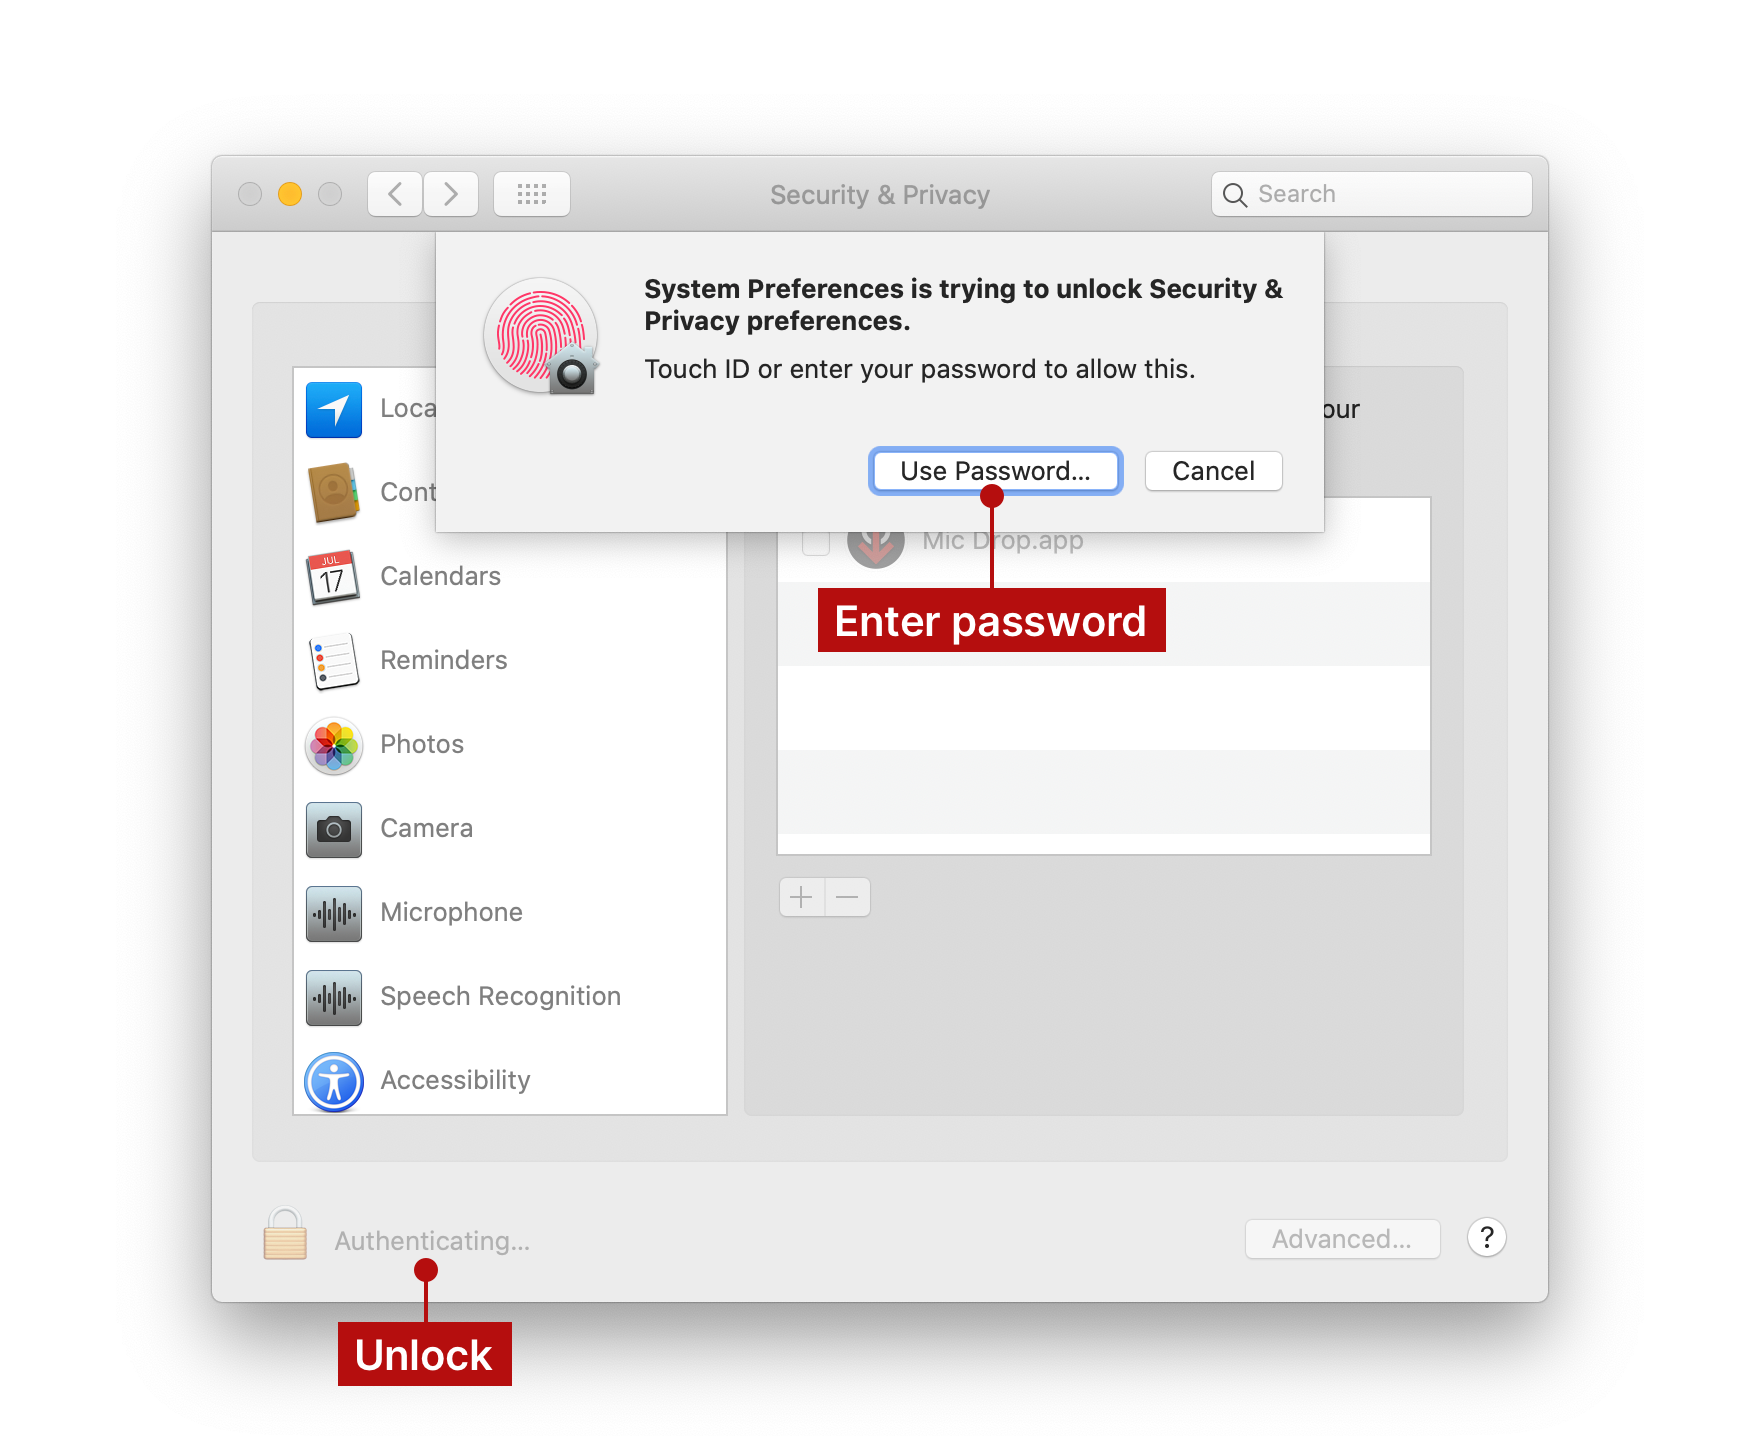 Security & Privacy
Search
System Preferences is trying to unlock Security &
Privacy preferences.
Touch ID or enter your password to allow this.
Use Password...
Cancel
Loca
Cont
JUL
17
Calendars
Reminders
Photos
Camera
Microphone
Speech Recognition
Accessibility
our
Mic Drop.app
Enter password
Authenticating...
Advanced...
?
Unlock